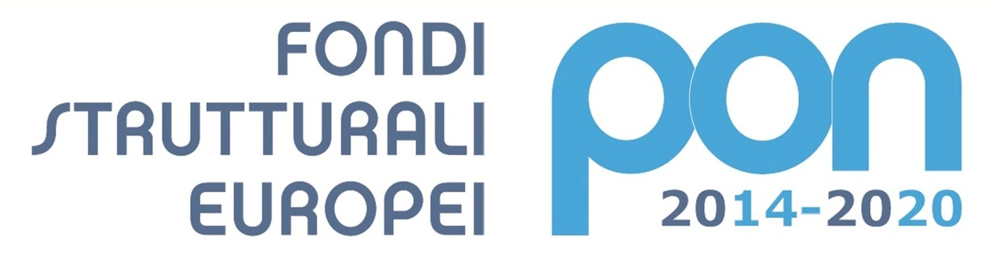 FONDI
STRUTTURALI
EUROPEI
pon
2014-2020